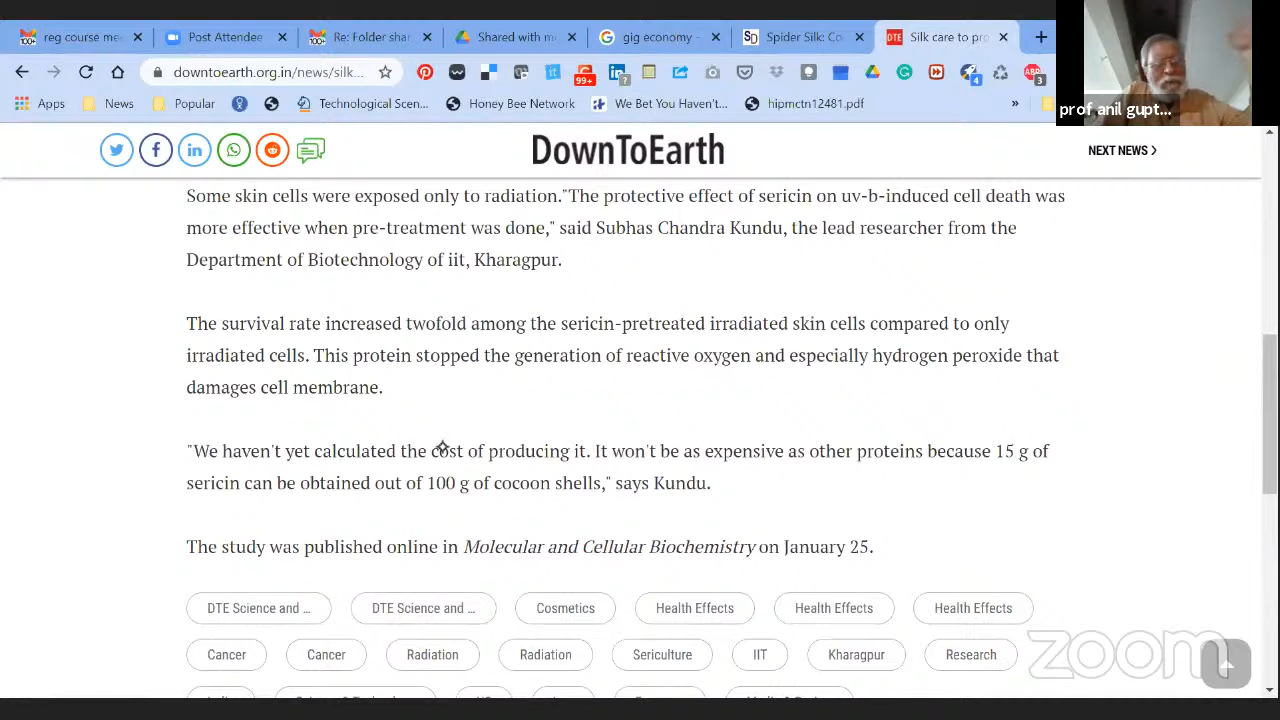 reg course me
Post Attendee
Re: Folder shar
Shared with m
gig economy -
Spider Silk: Co
Silk care to pro
downtoearth.org.in/news/silk...
99+
?
4
ABP
3
Apps
News
Popular
Technological Scen...
Honey Bee Network
We Bet You Haven't...
hipmctn12481.pdf
»
prof anil gupt...
DownToEarth
NEXT NEWS
Some skin cells were exposed only to radiation."The protective effect of sericin on uv-b-induced cell death was
more effective when pre-treatment was done," said Subhas Chandra Kundu, the lead researcher from the
Department of Biotechnology of iit, Kharagpur.
The survival rate increased twofold among the sericin-pretreated irradiated skin cells compared to only
irradiated cells. This protein stopped the generation of reactive oxygen and especially hydrogen peroxide that
damages cell membrane.
"We haven't yet calculated the cost of producing it. It won't be as expensive as other proteins because 15 g of
sericin can be obtained out of 100 g of cocoon shells," says Kundu.
The study was published online in Molecular and Cellular Biochemistry on January 25.
DTE Science and ...
DTE Science and ...
Cosmetics
Health Effects
Health Effects
Health Effects
Cancer
Cancer
Radiation
Radiation
Sericulture
IIT
Kharagpur
Research
zoom